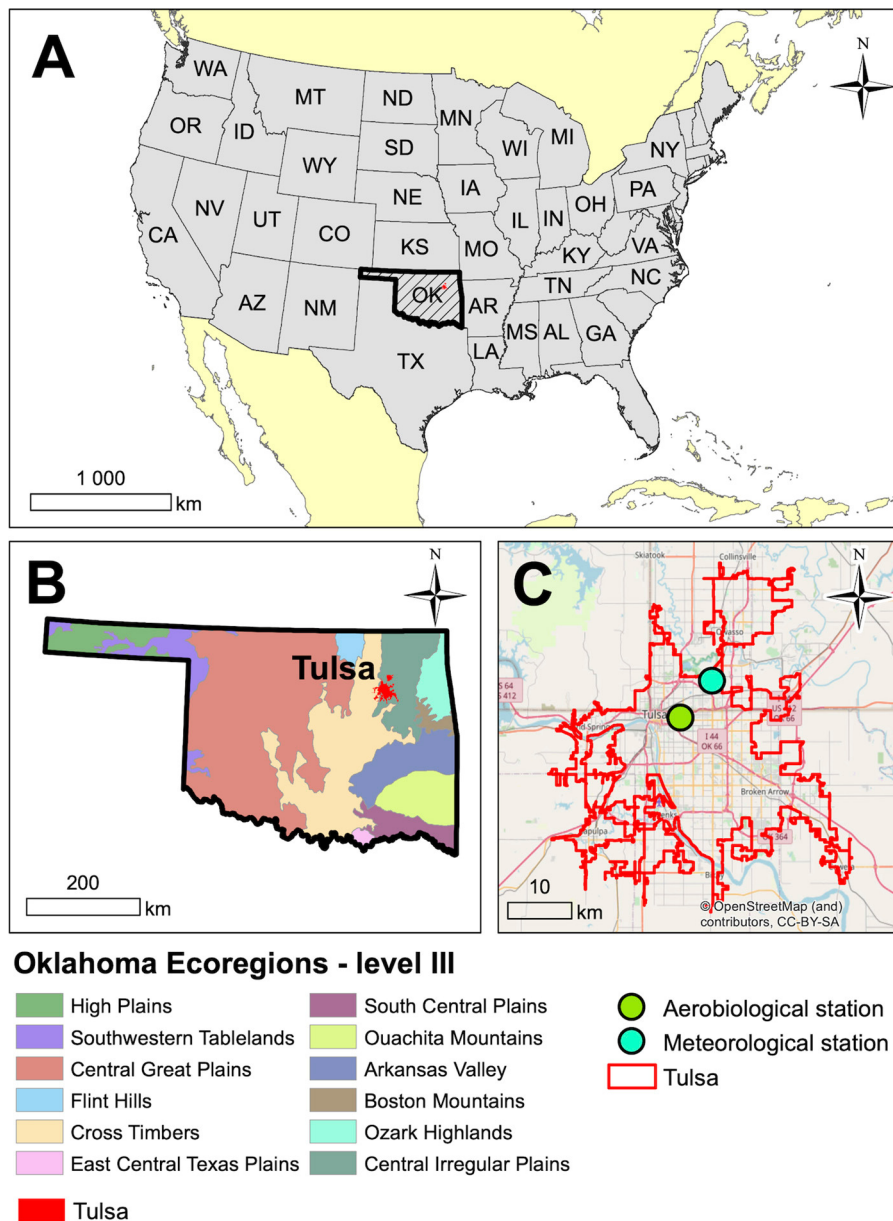 A
N
WA
MT
ND
MN
OR
ID
WI
MI
SD
NY
WY
IA
PA
NE
NV
IL
IN
OH
UT
CA
CO
KS
MO
VA
KY
NC
TN
OK
AZ
NM
AR
MS
AL
GA
LA
TX
1 000
km
B
N
Tulsa
200
km
C
N
Skiatook
Collinsville
US 64
US 412
Tulsa
I 44
OK 66
Broken Arrow
364
10
km
© OpenStreetMap (and)
contributors, CC-BY-SA
Oklahoma Ecoregions - level III
High Plains
Southwestern Tablelands
Central Great Plains
Flint Hills
Cross Timbers
East Central Texas Plains
Tulsa
South Central Plains
Ouachita Mountains
Arkansas Valley
Boston Mountains
Ozark Highlands
Central Irregular Plains
Aerobiological station
Meteorological station
Tulsa